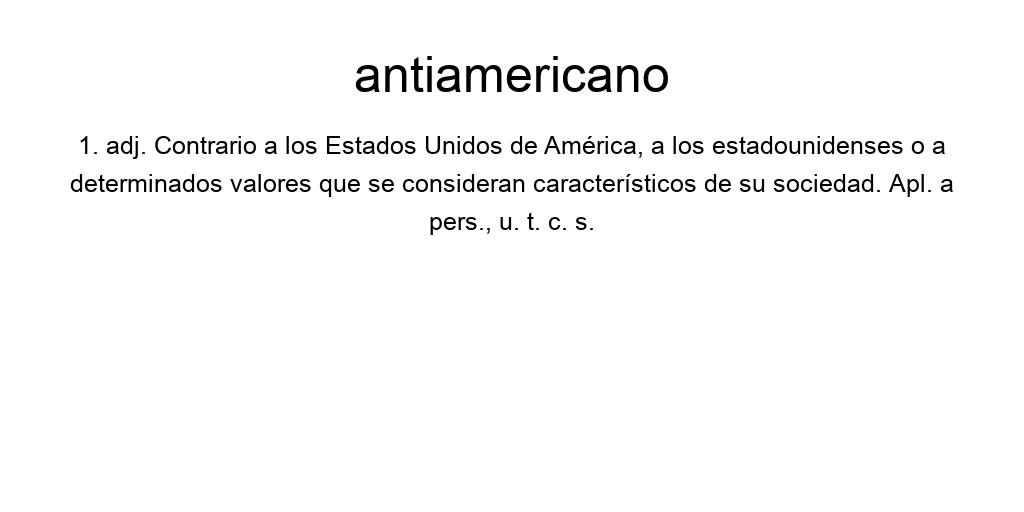 antiamericano
1. adj. Contrario a los Estados Unidos de América, a los estadounidenses o a
determinados valores que se consideran característicos de su sociedad. Apl. a
pers., u. t. c. s.